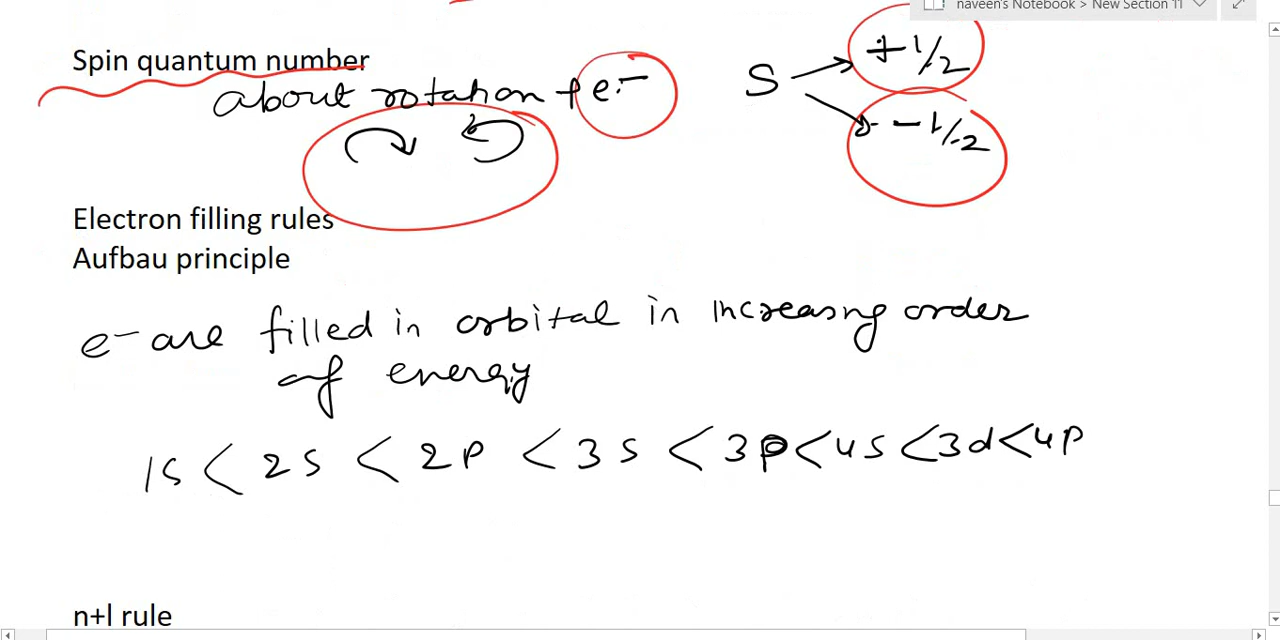 naveen's Notebook > New Section 11
Spin quantum number
about rotation of e- S + 1/2
- 1/2
Electron filling rules
Aufbau principle
e- are filled in orbital in increasing order
of energy
1s < 2s < 2p < 3s < 3p < 4s < 3d < 4p
n+l rule